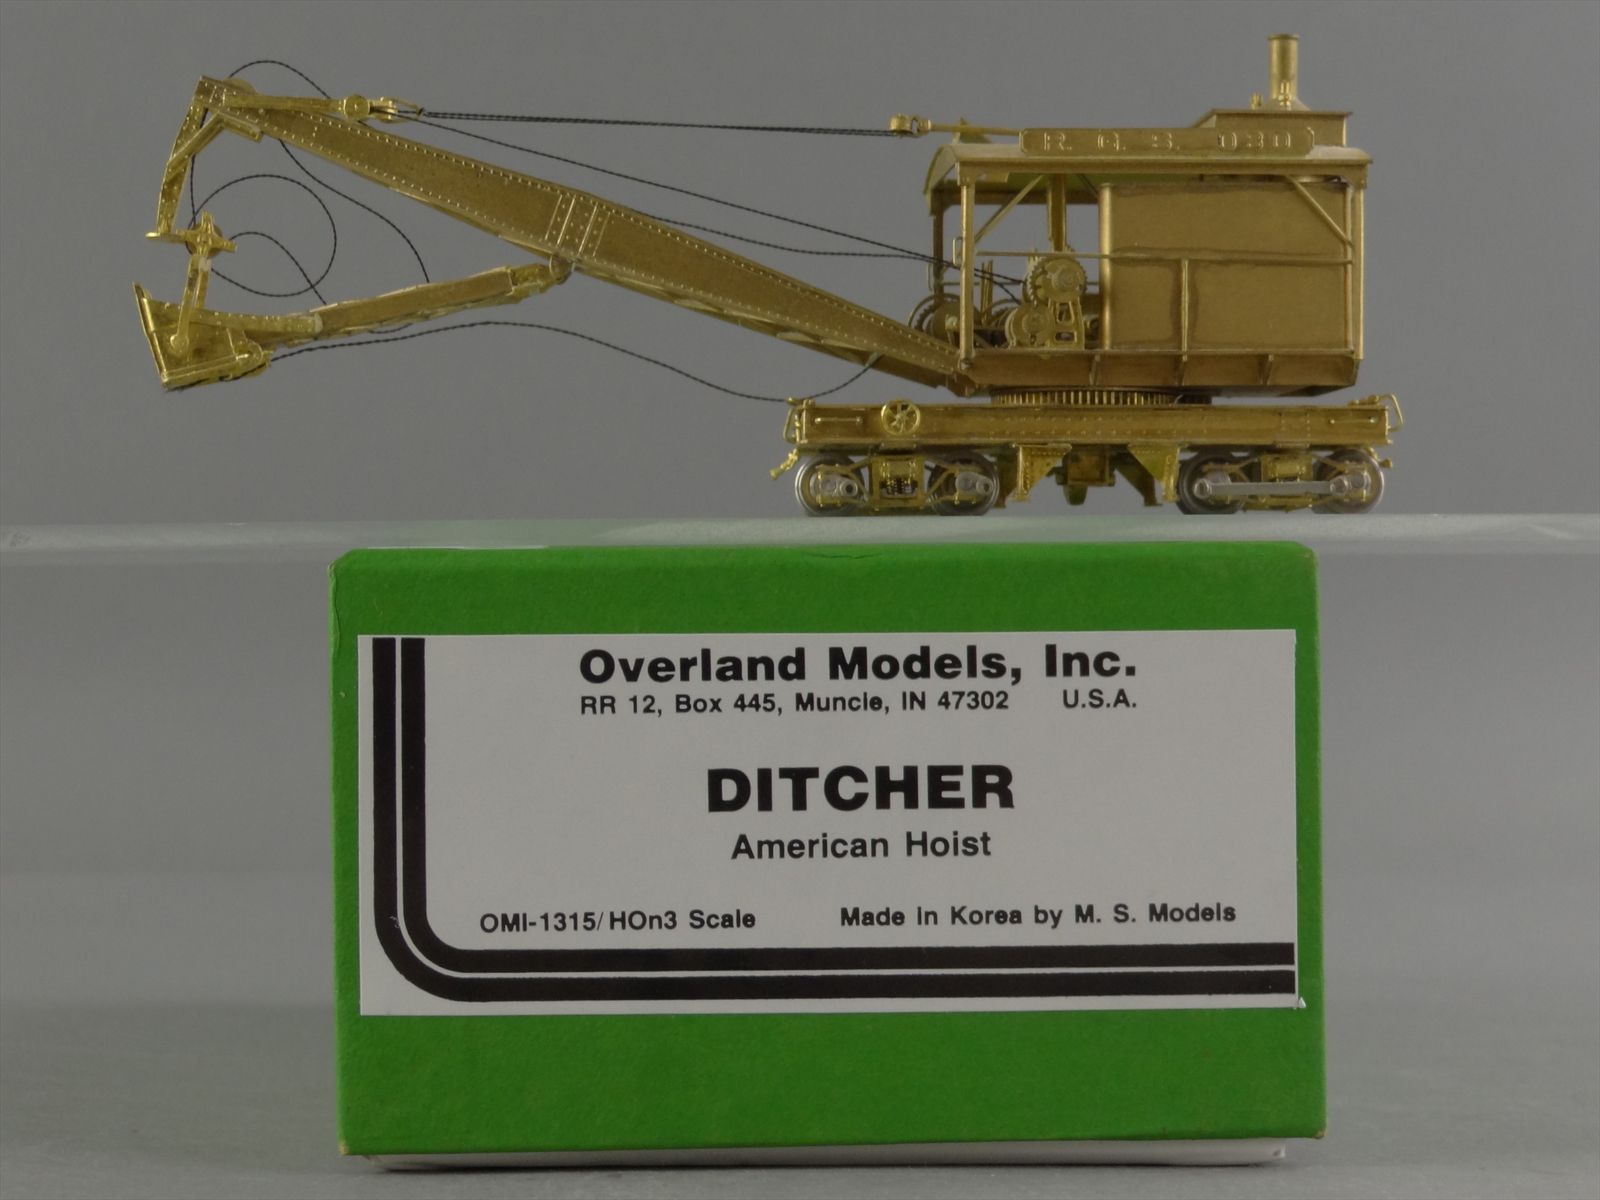 R. G. S. 030
Overland Models, Inc.
RR 12, Box 445, Muncie, IN 47302 U.S.A.
DITCHER
American Hoist
OMI-1315/HOn3 Scale Made in Korea by M. S. Models